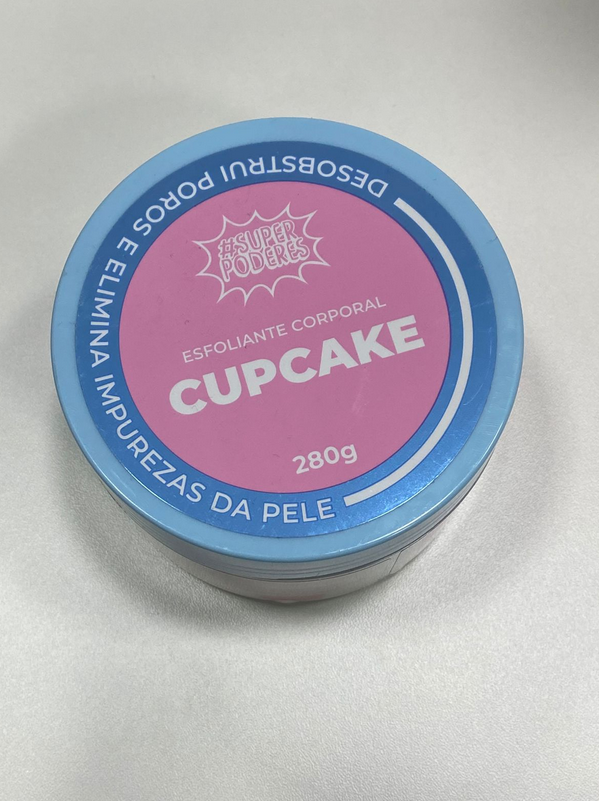 #SUPER
PODERES
ESFOLIANTE CORPORAL
CUPCAKE
280g
DESOBSTRUI POROS E ELIMINA IMPUREZAS DA PELE